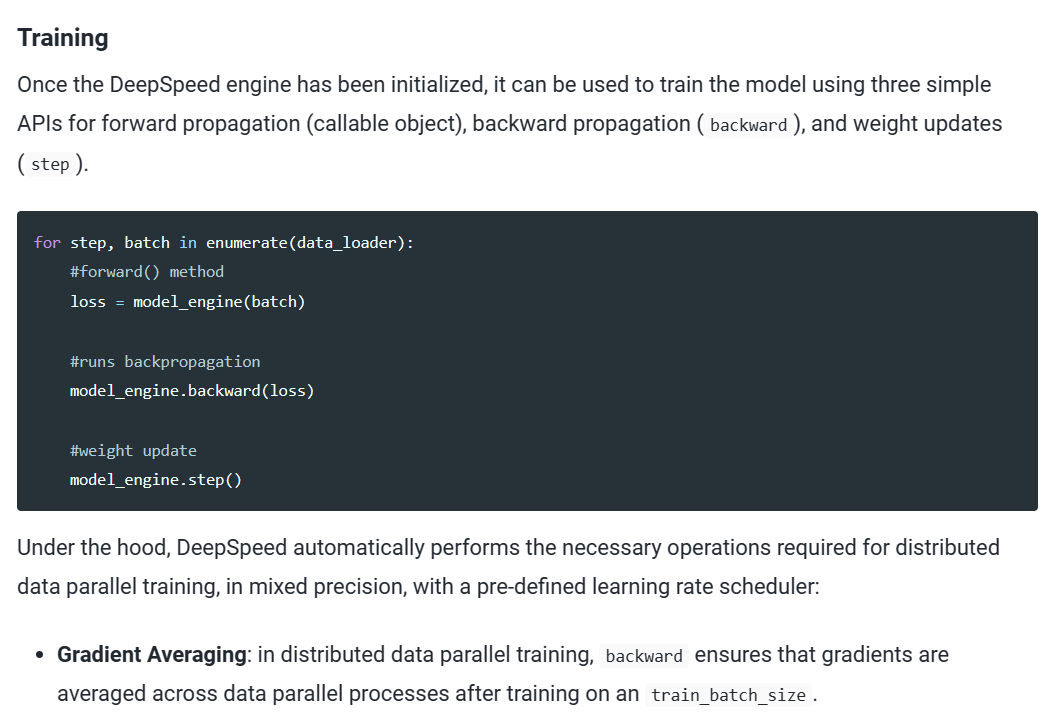 Training
Once the DeepSpeed engine has been initialized, it can be used to train the model using three simple
APIs for forward propagation (callable object), backward propagation ( backward ), and weight updates
( step ).
for step, batch in enumerate(data_loader):
    #forward() method
    loss = model_engine(batch)
    #runs backpropagation
    model_engine.backward(loss)
    #weight update
    model_engine.step()
Under the hood, DeepSpeed automatically performs the necessary operations required for distributed
data parallel training, in mixed precision, with a pre-defined learning rate scheduler:
• Gradient Averaging: in distributed data parallel training, backward ensures that gradients are
averaged across data parallel processes after training on an train_batch_size .